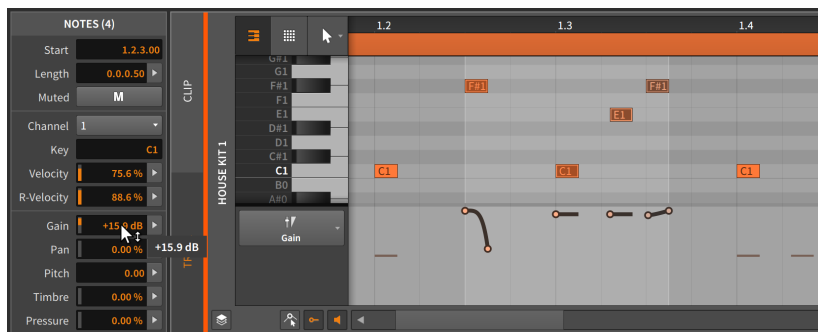 NOTES (4)
Start 1.2.3.00
Length 0.0.0.50
Muted M
Channel 1
Key C1
Velocity 75.6 %
R-Velocity 88.6 %
Gain +15.9 dB
+15.9 dB
Pan 0.00 %
Pitch 0.00
Timbre 0.00 %
Pressure 0.00 %
CLIP
HOUSE KIT 1
1.2 1.3 1.4
G#1
G1
F#1 F#1 F#1
F1
E1 E1
D#1
D1
C#1
C1 C1 C1 C1
B0
A#0
Gain